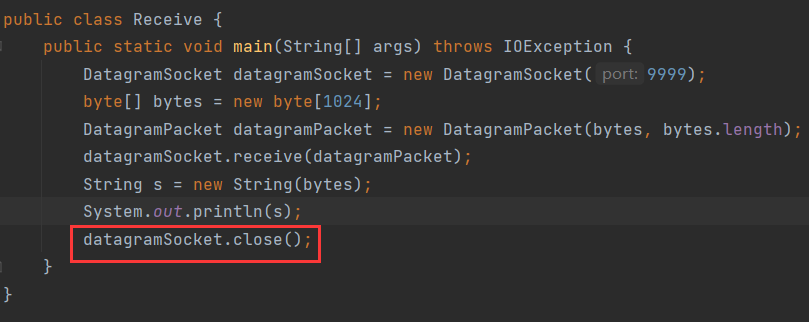 public class Receive {
public static void main(String[] args) throws IOException {
DatagramSocket datagramSocket = new DatagramSocket( port: 9999);
byte[] bytes = new byte[1024];
DatagramPacket datagramPacket = new DatagramPacket(bytes, bytes.length);
datagramSocket.receive(datagramPacket);
String s = new String(bytes);
System.out.println(s);
datagramSocket.close();
}
}